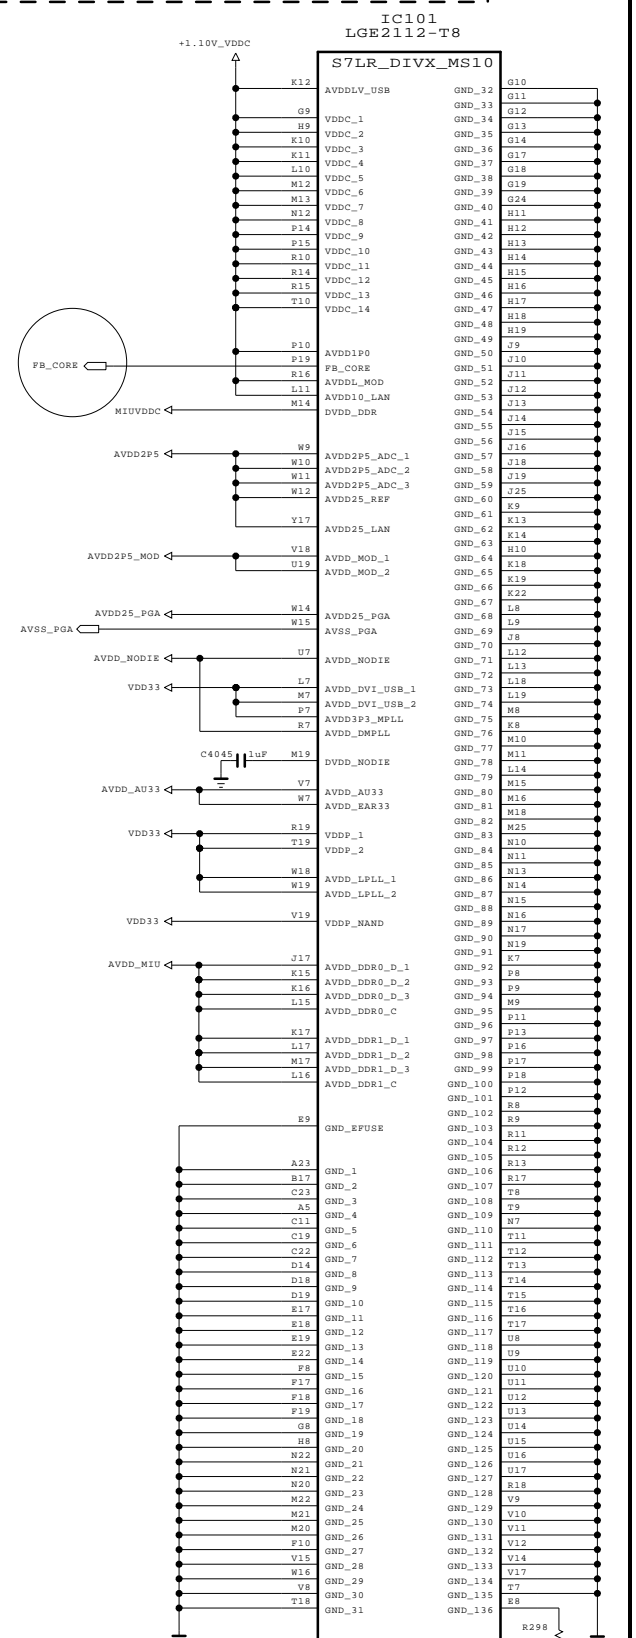 IC101
LGE2112-T8
+1.10V_VDDC
S7LR_DIVX_MS10
K12 AVDDLV_USB
G9 VDDC_1
H9 VDDC_2
K10 VDDC_3
K11 VDDC_4
L10 VDDC_5
M12 VDDC_6
M13 VDDC_7
N12 VDDC_8
P14 VDDC_9
P15 VDDC_10
R10 VDDC_11
R14 VDDC_12
R15 VDDC_13
T10 VDDC_14
P10 AVDD1P0
FB_CORE P19 FB_CORE
R16 AVDDL_MOD
L11 AVDD10_LAN
MIUVDDC M14 DVDD_DDR
AVDD2P5 W9 AVDD2P5_ADC_1
W10 AVDD2P5_ADC_2
W11 AVDD2P5_ADC_3
W12 AVDD25_REF
Y17 AVDD25_LAN
AVDD2P5_MOD V18 AVDD_MOD_1
U19 AVDD_MOD_2
AVDD25_PGA W14 AVDD25_PGA
AVSS_PGA W15 AVSS_PGA
AVDD_NODIE U7 AVDD_NODIE
VDD33 L7 AVDD_DVI_USB_1
M7 AVDD_DVI_USB_2
P7 AVDD3P3_MPLL
R7 AVDD_DMPLL
C4045 1uF M19 DVDD_NODIE
AVDD_AU33 V7 AVDD_AU33
W7 AVDD_EAR33
VDD33 R19 VDDP_1
T19 VDDP_2
W18 AVDD_LPLL_1
W19 AVDD_LPLL_2
VDD33 V19 VDDP_NAND
AVDD_MIU J17 AVDD_DDR0_D_1
K15 AVDD_DDR0_D_2
K16 AVDD_DDR0_D_3
L15 AVDD_DDR0_C
K17 AVDD_DDR1_D_1
L17 AVDD_DDR1_D_2
M17 AVDD_DDR1_D_3
L16 AVDD_DDR1_C
E9 GND_EFUSE
A23 GND_1
B17 GND_2
C23 GND_3
A5 GND_4
C11 GND_5
C19 GND_6
C22 GND_7
D14 GND_8
D18 GND_9
D19 GND_10
E17 GND_11
E18 GND_12
E19 GND_13
E22 GND_14
F8 GND_15
F17 GND_16
F18 GND_17
F19 GND_18
G8 GND_19
H8 GND_20
N22 GND_21
N21 GND_22
N20 GND_23
M22 GND_24
M21 GND_25
M20 GND_26
F10 GND_27
V15 GND_28
W16 GND_29
V8 GND_30
T18 GND_31
GND_32 G10
GND_33 G11
GND_34 G12
GND_35 G13
GND_36 G14
GND_37 G17
GND_38 G18
GND_39 G19
GND_40 G24
GND_41 H11
GND_42 H12
GND_43 H13
GND_44 H14
GND_45 H15
GND_46 H16
GND_47 H17
GND_48 H18
GND_49 H19
GND_50 J9
GND_51 J10
GND_52 J11
GND_53 J12
GND_54 J13
GND_55 J14
GND_56 J15
GND_57 J16
GND_58 J18
GND_59 J19
GND_60 J25
GND_61 K9
GND_62 K13
GND_63 K14
GND_64 H10
GND_65 K18
GND_66 K19
GND_67 K22
GND_68 L8
GND_69 L9
GND_70 J8
GND_71 L12
GND_72 L13
GND_73 L18
GND_74 L19
GND_75 M8
GND_76 K8
GND_77 M10
GND_78 M11
GND_79 L14
GND_80 M15
GND_81 M16
GND_82 M18
GND_83 M25
GND_84 N10
GND_85 N11
GND_86 N13
GND_87 N14
GND_88 N15
GND_89 N16
GND_90 N17
GND_91 N19
GND_92 K7
GND_93 P8
GND_94 P9
GND_95 M9
GND_96 P11
GND_97 P13
GND_98 P16
GND_99 P17
GND_100 P18
GND_101 P12
GND_102 R8
GND_103 R9
GND_104 R11
GND_105 R12
GND_106 R13
GND_107 R17
GND_108 T8
GND_109 T9
GND_110 N7
GND_111 T11
GND_112 T12
GND_113 T13
GND_114 T14
GND_115 T15
GND_116 T16
GND_117 T17
GND_118 U8
GND_119 U9
GND_120 U10
GND_121 U11
GND_122 U12
GND_123 U13
GND_124 U14
GND_125 U15
GND_126 U16
GND_127 U17
GND_128 R18
GND_129 V9
GND_130 V10
GND_131 V11
GND_132 V12
GND_133 V14
GND_134 V17
GND_135 T7
GND_136 E8
R298